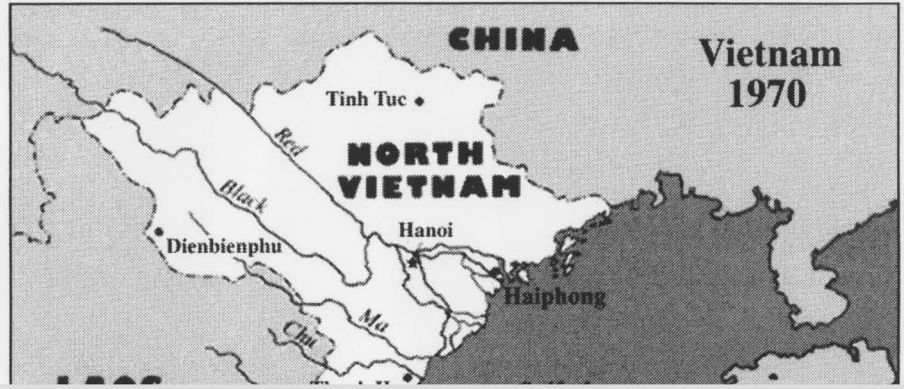 CHINA
Vietnam
1970
Tinh Tuc
Red
NORTH
VIETNAM
Black
Hanoi
Dienbienphu
Haiphong
Ma
Chu